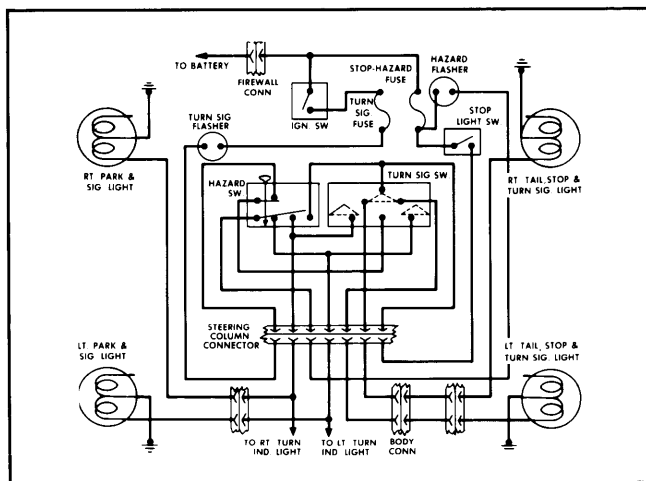 TO BATTERY
FIREWALL
CONN
STOP-HAZARD
FUSE
HAZARD
FLASHER
IGN. SW
TURN
SIG.
FUSE
STOP
LIGHT SW.
TURN SIG
FLASHER
RT PARK &
SIG LIGHT
RT TAIL, STOP &
TURN SIG. LIGHT
HAZARD
SW
TURN SIG SW
STEERING
COLUMN
CONNECTOR
LT. PARK &
SIG LIGHT
LT TAIL, STOP &
TURN SIG. LIGHT
TO RT TURN
IND LIGHT
TO LT TURN
IND LIGHT
BODY
CONN